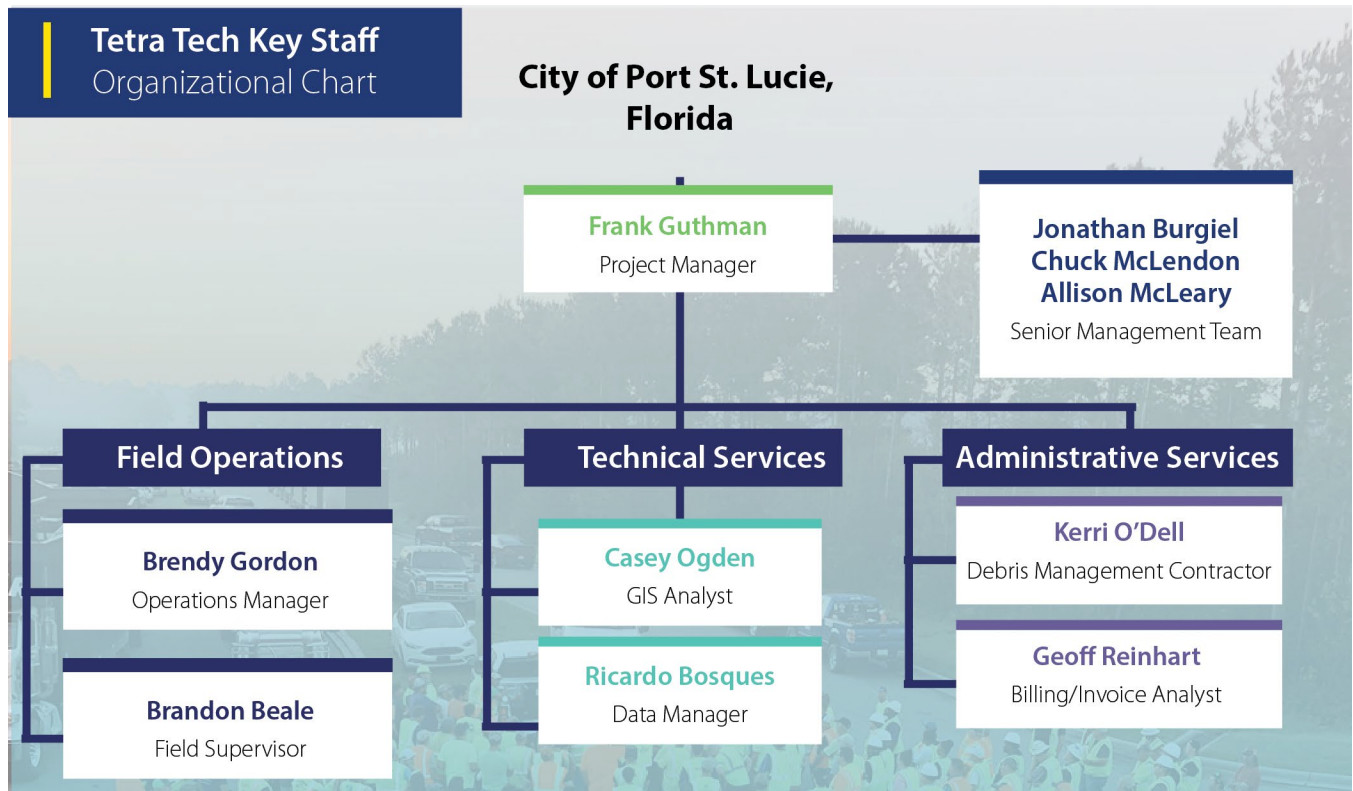 Tetra Tech Key Staff
Organizational Chart
City of Port St. Lucie,
Florida
Frank Guthman
Project Manager
Jonathan Burgiel
Chuck McLendon
Allison McLeary
Senior Management Team
Field Operations
Brendy Gordon
Operations Manager
Brandon Beale
Field Supervisor
Technical Services
Casey Ogden
GIS Analyst
Ricardo Bosques
Data Manager
Administrative Services
Kerri O’Dell
Debris Management Contractor
Geoff Reinhart
Billing/Invoice Analyst